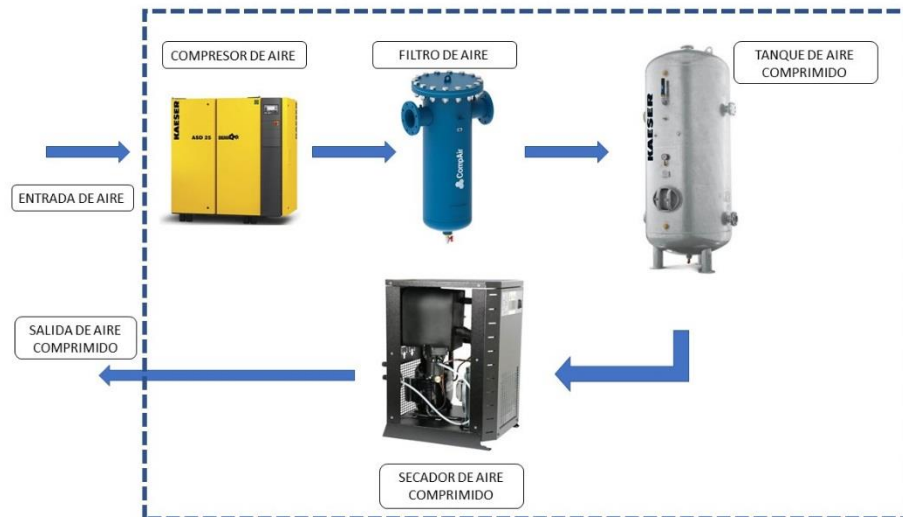 COMPRESOR DE AIRE
FILTRO DE AIRE
TANQUE DE AIRE
COMPRIMIDO
KAESER
ASD 35
CompAir
KAESER
ENTRADA DE AIRE
SALIDA DE AIRE
COMPRIMIDO
SECADOR DE AIRE
COMPRIMIDO